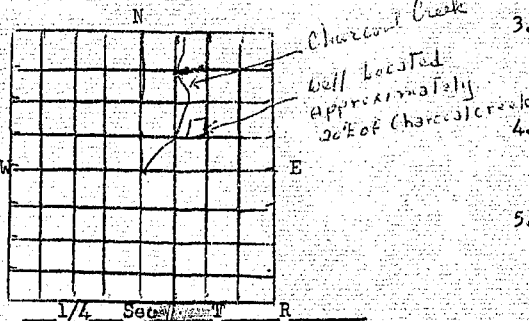 N
Charcoal Creek
3.
Well Located
Approximately
20' E of Charcoal Creek
4.
W
E
5.
1/4 Sec T R